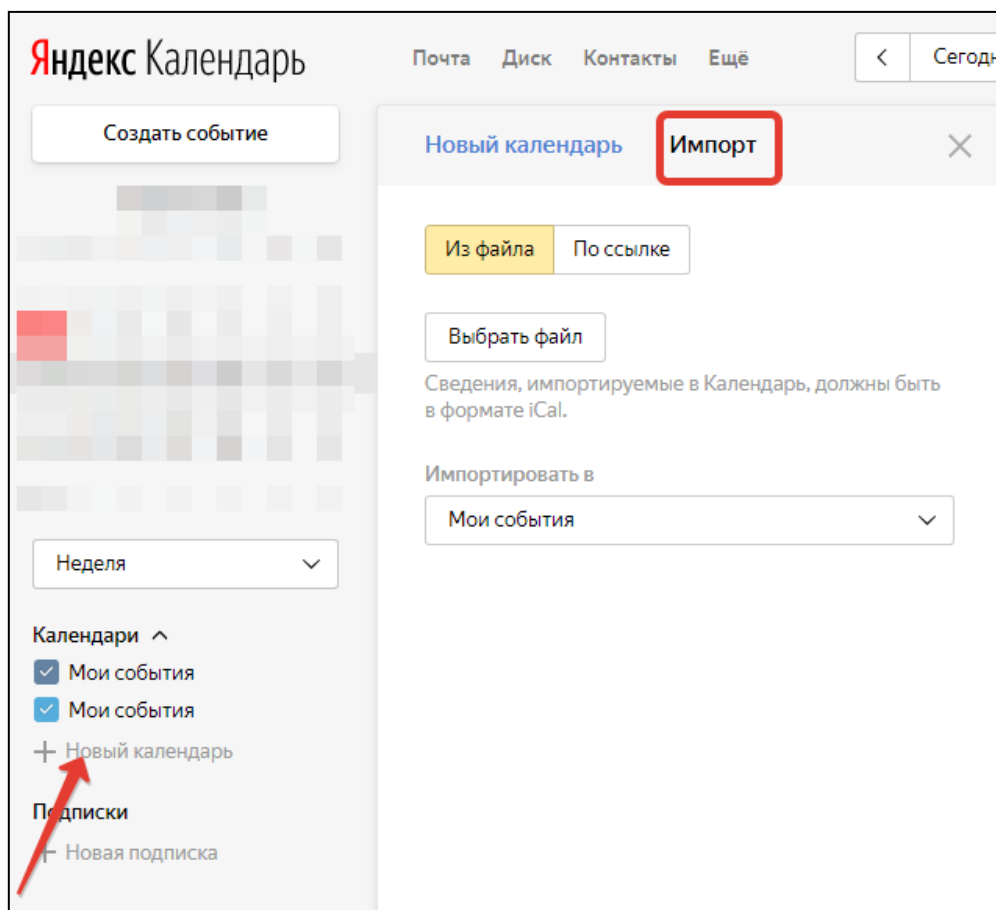 Яндекс Календарь
Почта Диск Контакты Ещё
Создать событие
Новый календарь Импорт
Из файла По ссылке
Выбрать файл
Сведения, импортируемые в Календарь, должны быть
в формате iCal.
Импортировать в
Мои события
Неделя
Календари
Мои события
Мои события
Новый календарь
Подписки
Новая подписка